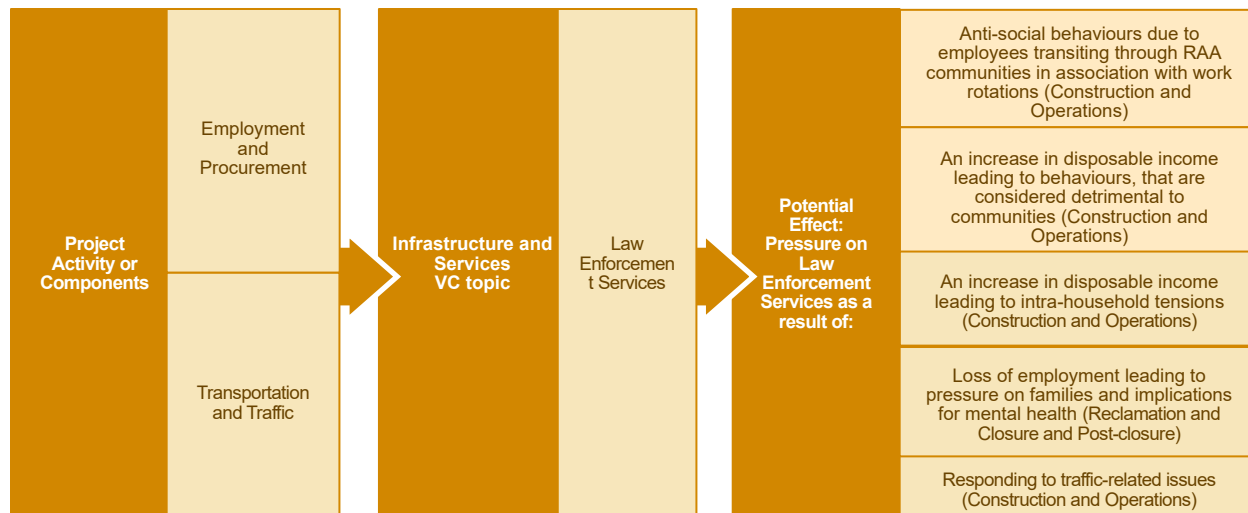 Project
Activity or
Components
Employment
and
Procurement
Transportation
and Traffic
Infrastructure and
Services
VC topic
Law
Enforcemen
t Services
Potential
Effect:
Pressure on
Law
Enforcement
Services as a
result of:
Anti-social behaviours due to
employees transiting through RAA
communities in association with work
rotations (Construction and
Operations)
An increase in disposable income
leading to behaviours, that are
considered detrimental to
communities (Construction and
Operations)
An increase in disposable income
leading to intra-household tensions
(Construction and Operations)
Loss of employment leading to
pressure on families and implications
for mental health (Reclamation and
Closure and Post-closure)
Responding to traffic-related issues
(Construction and Operations)